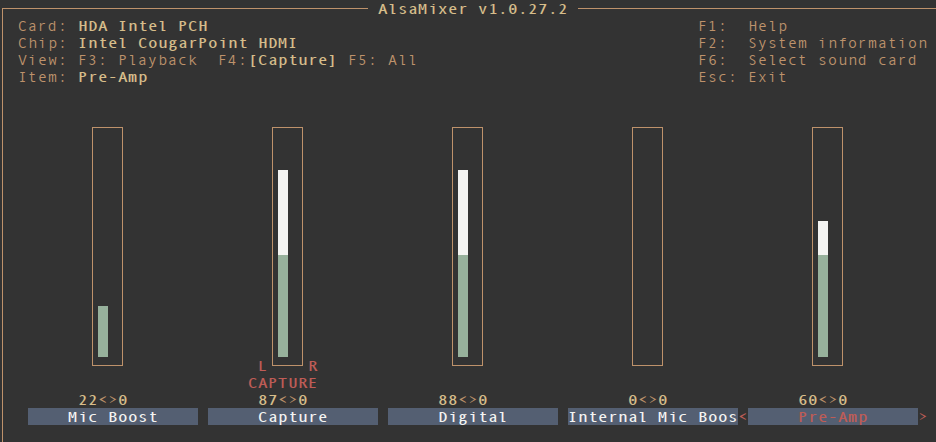 AlsaMixer v1.0.27.2
Card: HDA Intel PCH F1: Help
Chip: Intel CougarPoint HDMI F2: System information
View: F3: Playback F4:[Capture] F5: All F6: Select sound card
Item: Pre-Amp Esc: Exit
L R
CAPTURE
22<>0 87<>0 88<>0 0<>0 60<>0
Mic Boost Capture Digital Internal Mic Boos< Pre-Amp >